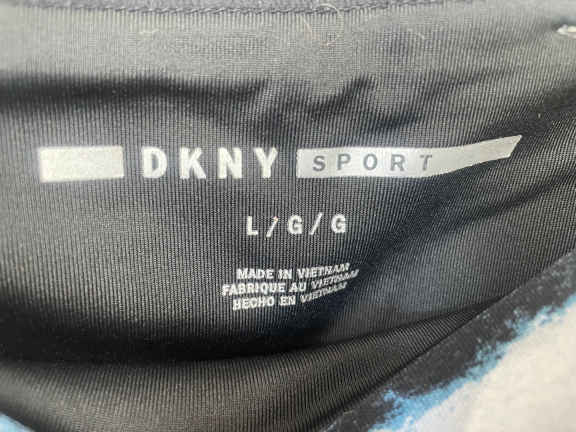 DKNY SPORT
L/G/G
MADE IN VIETNAM
FABRIQUE AU VIETNAM
HECHO EN VIETNAM